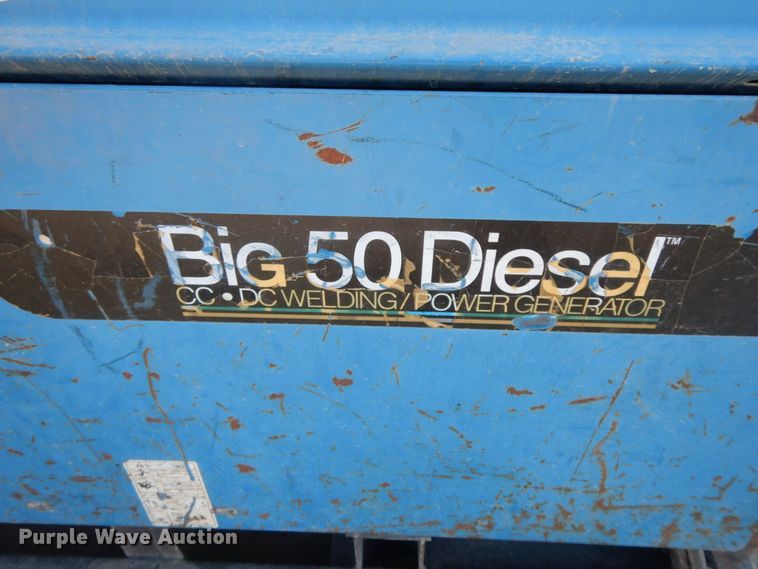 Big 50 Diesel™
CC • DC WELDING/POWER GENERATOR
Purple Wave Auction